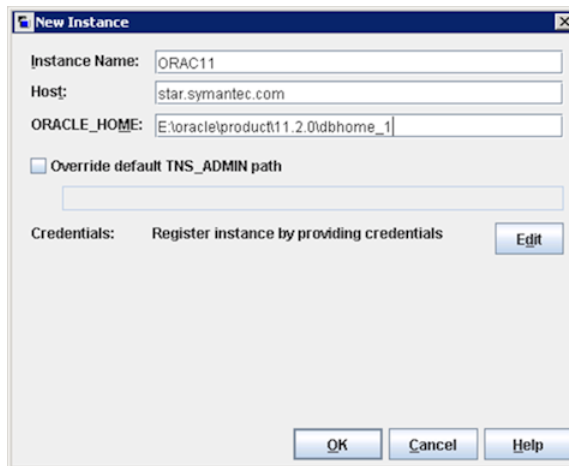 New Instance
Instance Name: ORAC11
Host: star.symantec.com
ORACLE_HOME: E:\oracle\product\11.2.0\dbhome_1
Override default TNS_ADMIN path
Credentials: Register instance by providing credentials Edit
OK Cancel Help